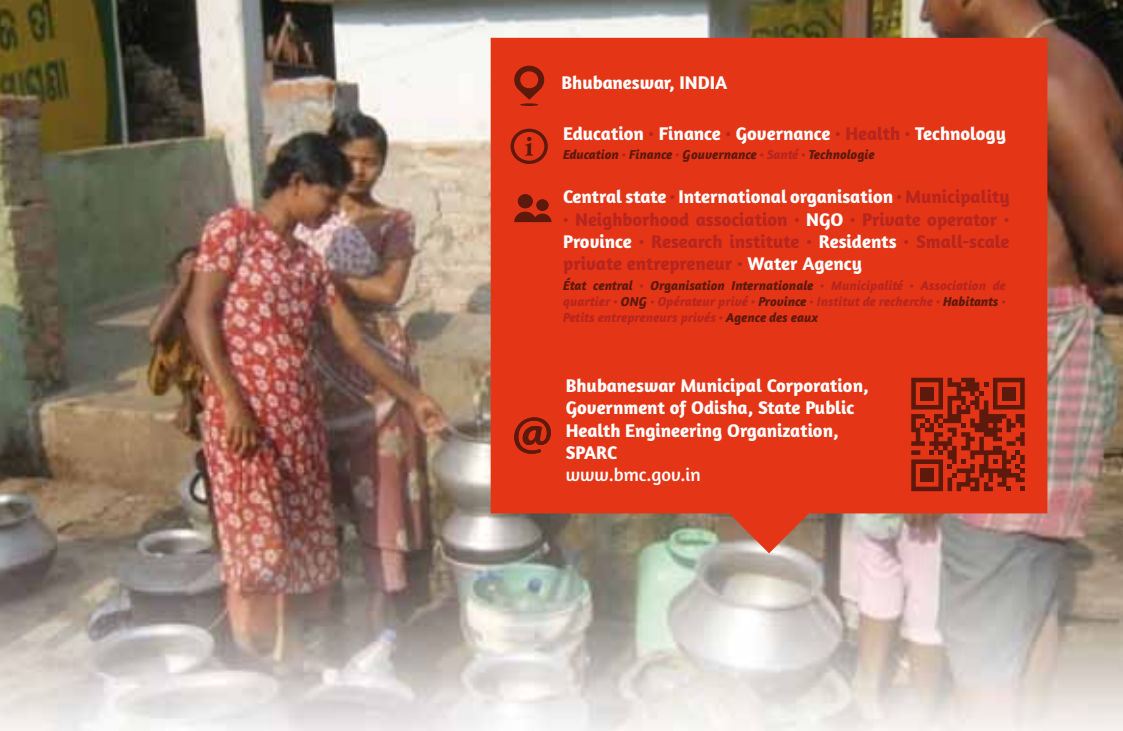 Bhubaneswar, INDIA
Education · Finance · Governance · Health · Technology
Education · Finance · Gouvernance · Santé · Technologie
Central state · International organisation · Municipality
· Neighborhood association · NGO · Private operator ·
Province · Research institute · Residents · Small-scale
private entrepreneur · Water Agency
État central · Organisation Internationale · Municipalité · Association de
quartier · ONG · Opérateur privé · Province · Institut de recherche · Habitants ·
Petits entrepreneurs privés · Agence des eaux
@
Bhubaneswar Municipal Corporation,
Government of Odisha, State Public
Health Engineering Organization,
SPARC
www.bmc.gov.in